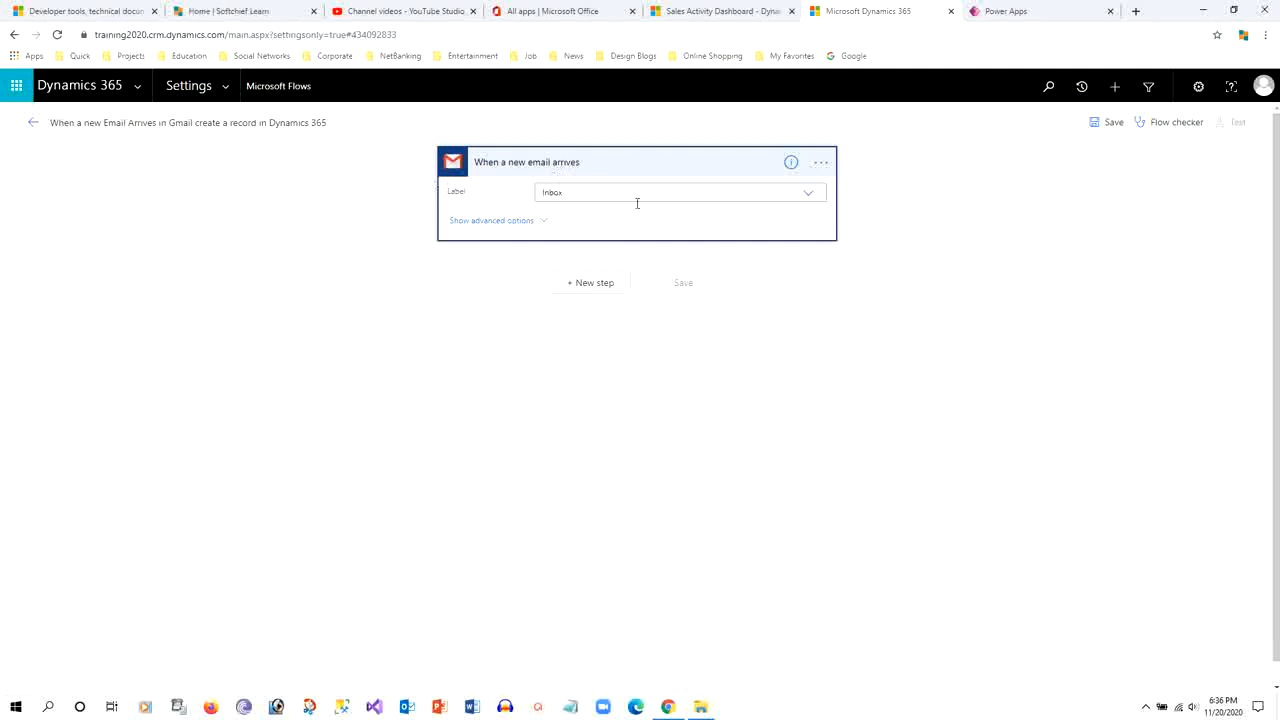 Developer tools, technical docum
Home | Softchief Learn
Channel videos - YouTube Studio
All apps | Microsoft Office
Sales Activity Dashboard - Dynam
Microsoft Dynamics 365
Power Apps
training2020.crm.dynamics.com/main.aspx?settingsonly=true#434092833
Apps Quick Projects Education Social Networks Corporate NetBanking Entertainment Job News Design Blogs Online Shopping My Favorites Google
Dynamics 365 Settings Microsoft Flows
When a new Email Arrives in Gmail create a record in Dynamics 365 Save Flow checker Test
When a new email arrives
Label Inbox
Show advanced options
+ New step Save
6:36 PM
11/20/2020